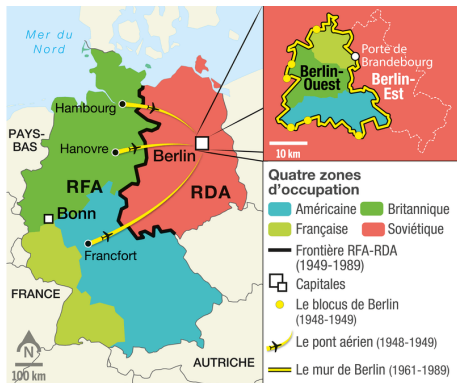 Mer du
Nord
Hambourg
PAYS-
BAS
Hanovre
Berlin
RFA
RDA
Bonn
Francfort
FRANCE
AUTRICHE
N
100 km
Porte de
Brandebourg
Berlin-
Ouest
Berlin-
Est
10 km
Quatre zones
d'occupation
Américaine
Britannique
Française
Soviétique
Frontière RFA-RDA
(1949-1989)
Capitales
Le blocus de Berlin
(1948-1949)
Le pont aérien (1948-1949)
Le mur de Berlin (1961-1989)